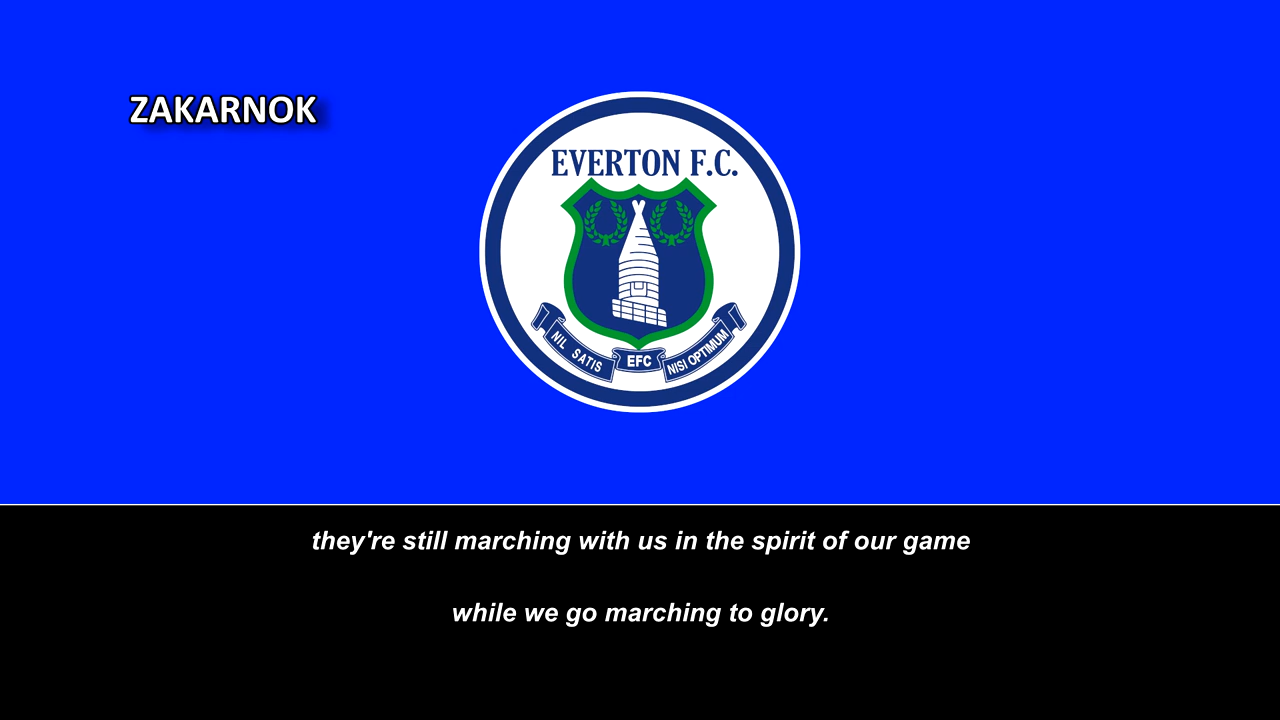 ZAKARNOK
EVERTON F.C.
NIL SATIS EFC NISI OPTIMUM
they're still marching with us in the spirit of our game
while we go marching to glory.